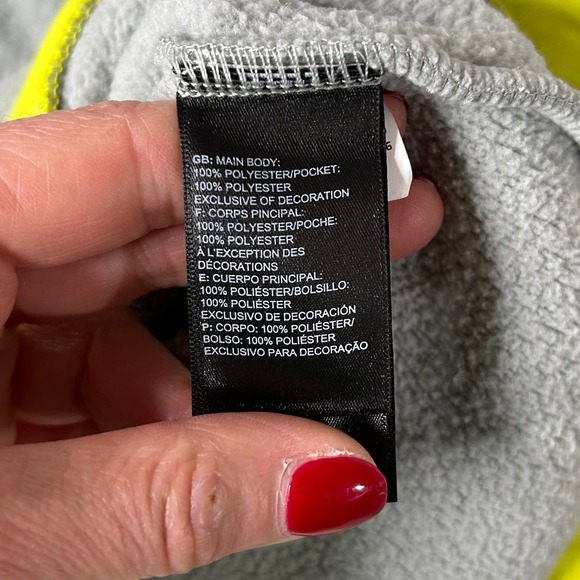 GB: MAIN BODY:
100% POLYESTER/POCKET:
100% POLYESTER
EXCLUSIVE OF DECORATION
F: CORPS PINCIPAL:
100% POLYESTER/POCHE:
100% POLYESTER
À L'EXCEPTION DES
DÉCORATIONS
E: CUERPO PRINCIPAL:
100% POLIÉSTER/BOLSILLO:
100% POLIÉSTER
EXCLUSIVO DE DECORACIÓN
P: CORPO: 100% POLIÉSTER/
BOLSO: 100% POLIÉSTER
EXCLUSIVO PARA DECORAÇÃO